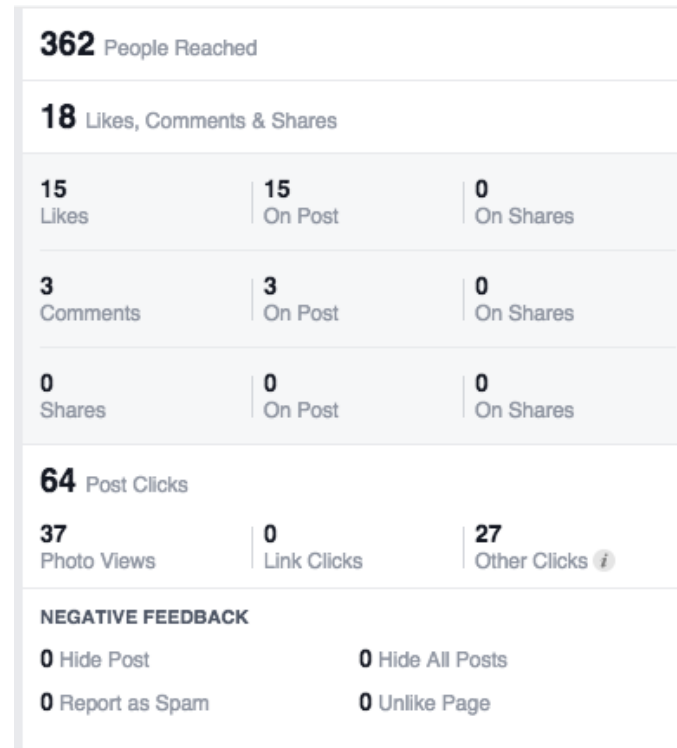 362 People Reached
18 Likes, Comments & Shares
15 15 0
Likes On Post On Shares
3 3 0
Comments On Post On Shares
0 0 0
Shares On Post On Shares
64 Post Clicks
37 0 27
Photo Views Link Clicks Other Clicks i
NEGATIVE FEEDBACK
0 Hide Post 0 Hide All Posts
0 Report as Spam 0 Unlike Page